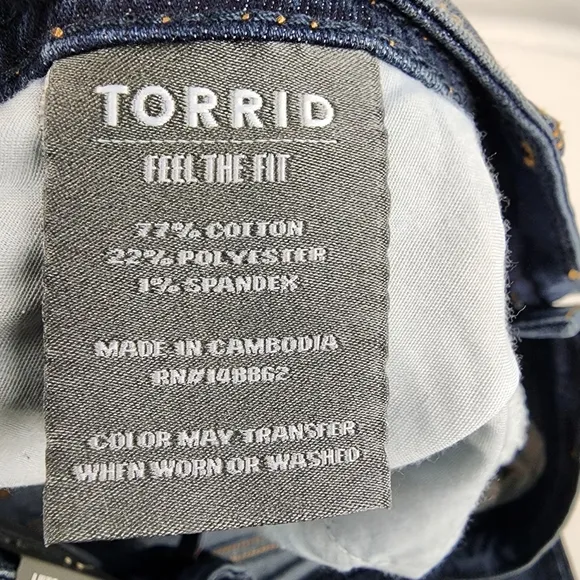 TORRID
FEEL THE FIT
77% COTTON
22% POLYESTER
1% SPANDEX
MADE IN CAMBODIA
RN#148862
COLOR MAY TRANSFER
WHEN WORN OR WASHED